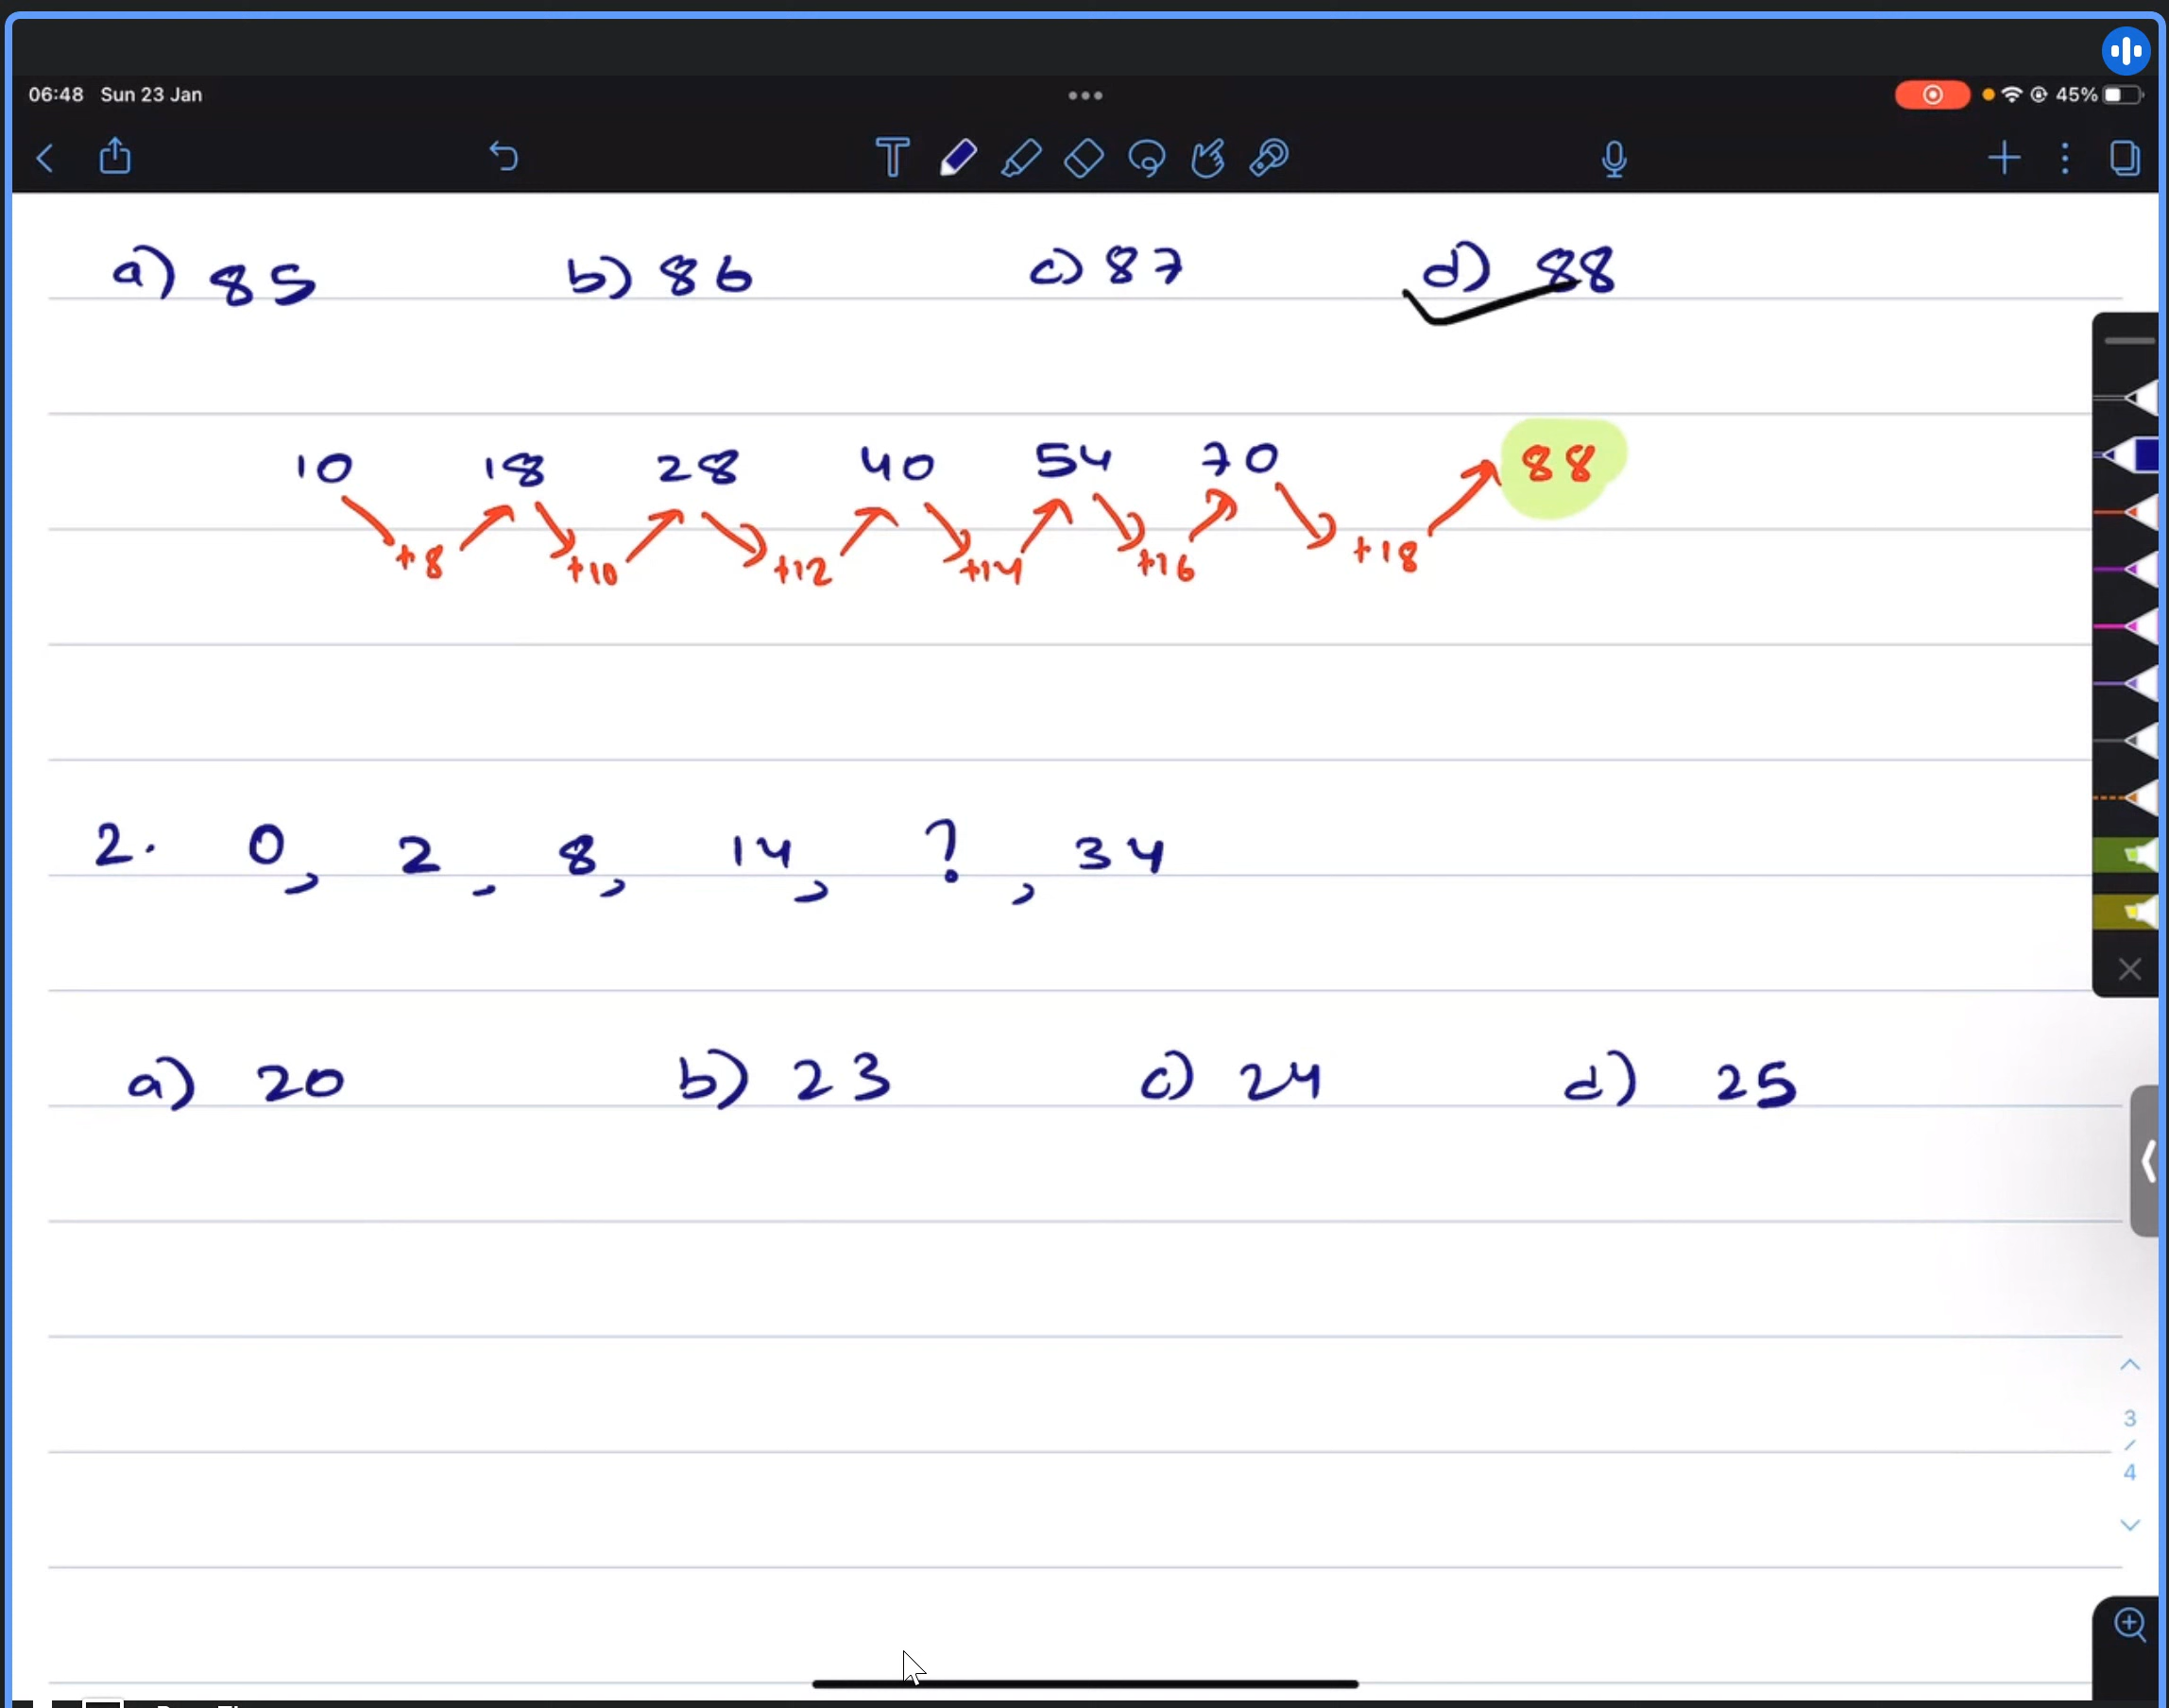 06:48 Sun 23 Jan 45%
a) 85 b) 86 c) 87 d) 88
10 18 28 40 54 70 88
+8 +10 +12 +14 +16 +18
2. 0, 2, 8, 14, ?, 34
a) 20 b) 23 c) 24 d) 25
3
/
4